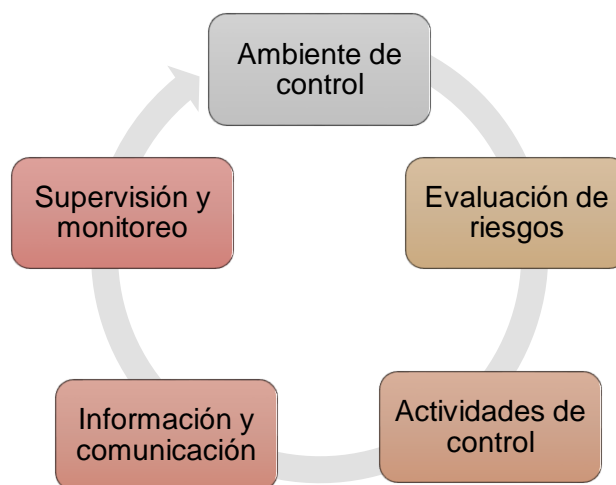 Ambiente de
control
Evaluación de
riesgos
Actividades de
control
Información y
comunicación
Supervisión y
monitoreo